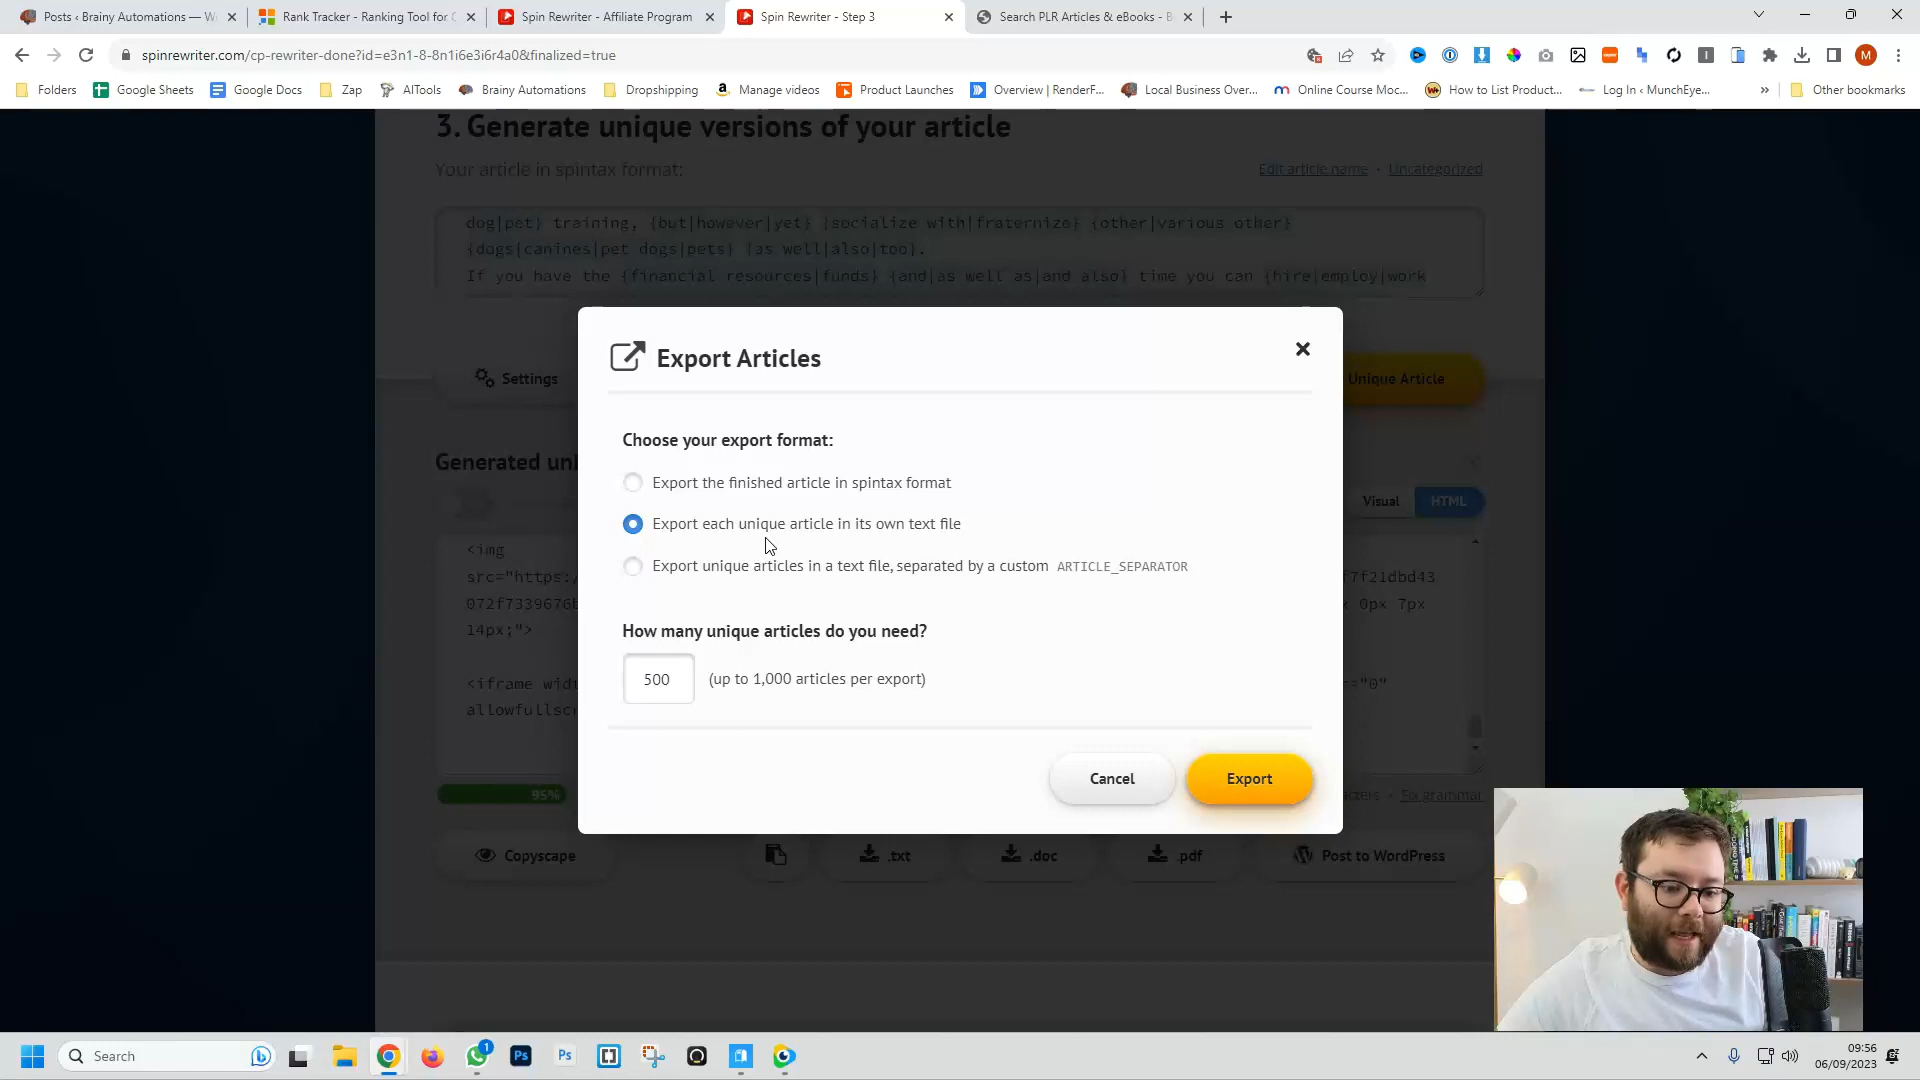 Posts ‹ Brainy Automations — W
Rank Tracker - Ranking Tool for
Spin Rewriter - Affiliate Program
Spin Rewriter - Step 3
Search PLR Articles & eBooks -
spinrewriter.com/cp-rewriter-done?id=e3n1-8-8n1i6e3i6r4a0&finalized=true
Folders
Google Sheets
Google Docs
Zap
AITools
Brainy Automations
Dropshipping
Manage videos
Product Launches
Overview | RenderF...
Local Business Over...
Online Course Moc...
How to List Product...
Log In ‹ MunchEye...
»
Other bookmarks
3. Generate unique versions of your article
Your article in spintax format:
Edit article name · Uncategorized
dog|pet} training, {but|however|yet} {socialize with|fraternize} {other|various other}
{dogs|canines|pet dogs|pets} {as well|also|too}.
If you have the {financial resources|funds} {and|as well as|and also} time you can {hire|employ|work
Export Articles
Settings
Unique Article
Choose your export format:
Generated
Export the finished article in spintax format
Visual
HTML
Export each unique article in its own text file
<img
Export unique articles in a text file, separated by a custom ARTICLE_SEPARATOR
src="https:
f7f21dbd43
072f7339676
0px 7px
14px;">
How many unique articles do you need?
500
(up to 1,000 articles per export)
<iframe
="0"
Cancel
Export
95%
Fix grammar
Copyscape
.txt
.doc
.pdf
Post to WordPress
Search
1
Ps
Ps
09:56
06/09/2023